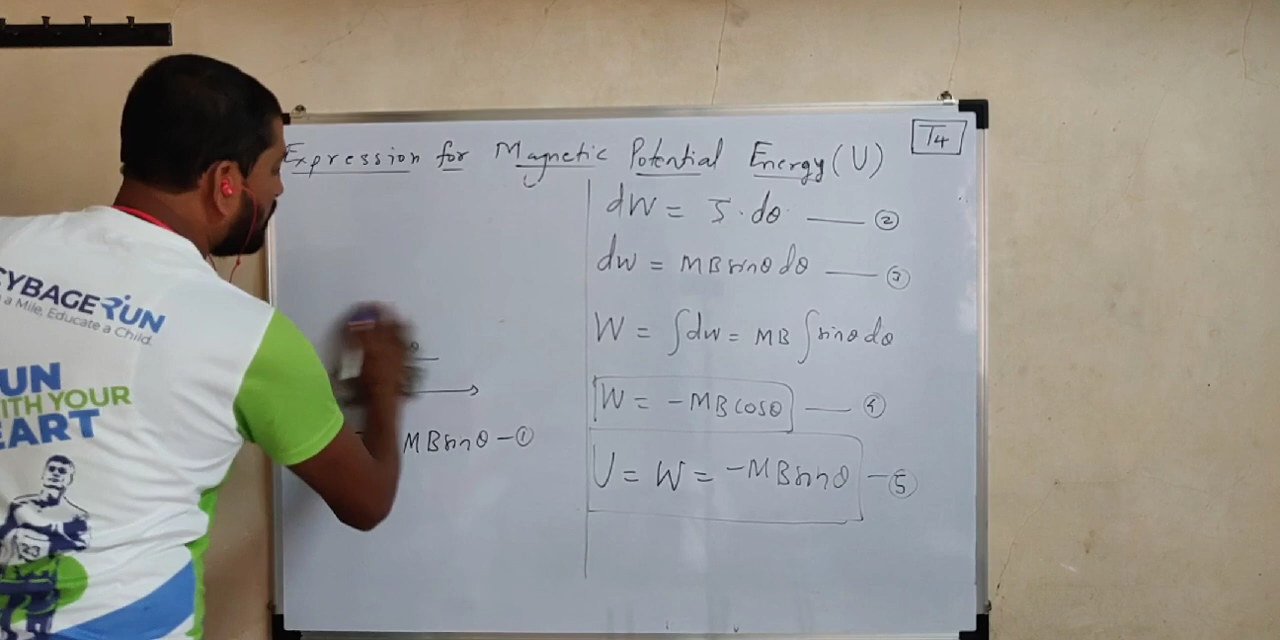 Expression for Magnetic Potential Energy (U)
T4
MB sinθ — ①
dW = τ · dθ — ②
dw = MB sinθ dθ — ③
W = ∫dw = MB ∫sinθ dθ
W = -MB cosθ — ④
U = W = -MB sinθ — ⑤
CYBAGE RUN
a Mile, Educate a Child.
RUN
WITH YOUR
HEART
23